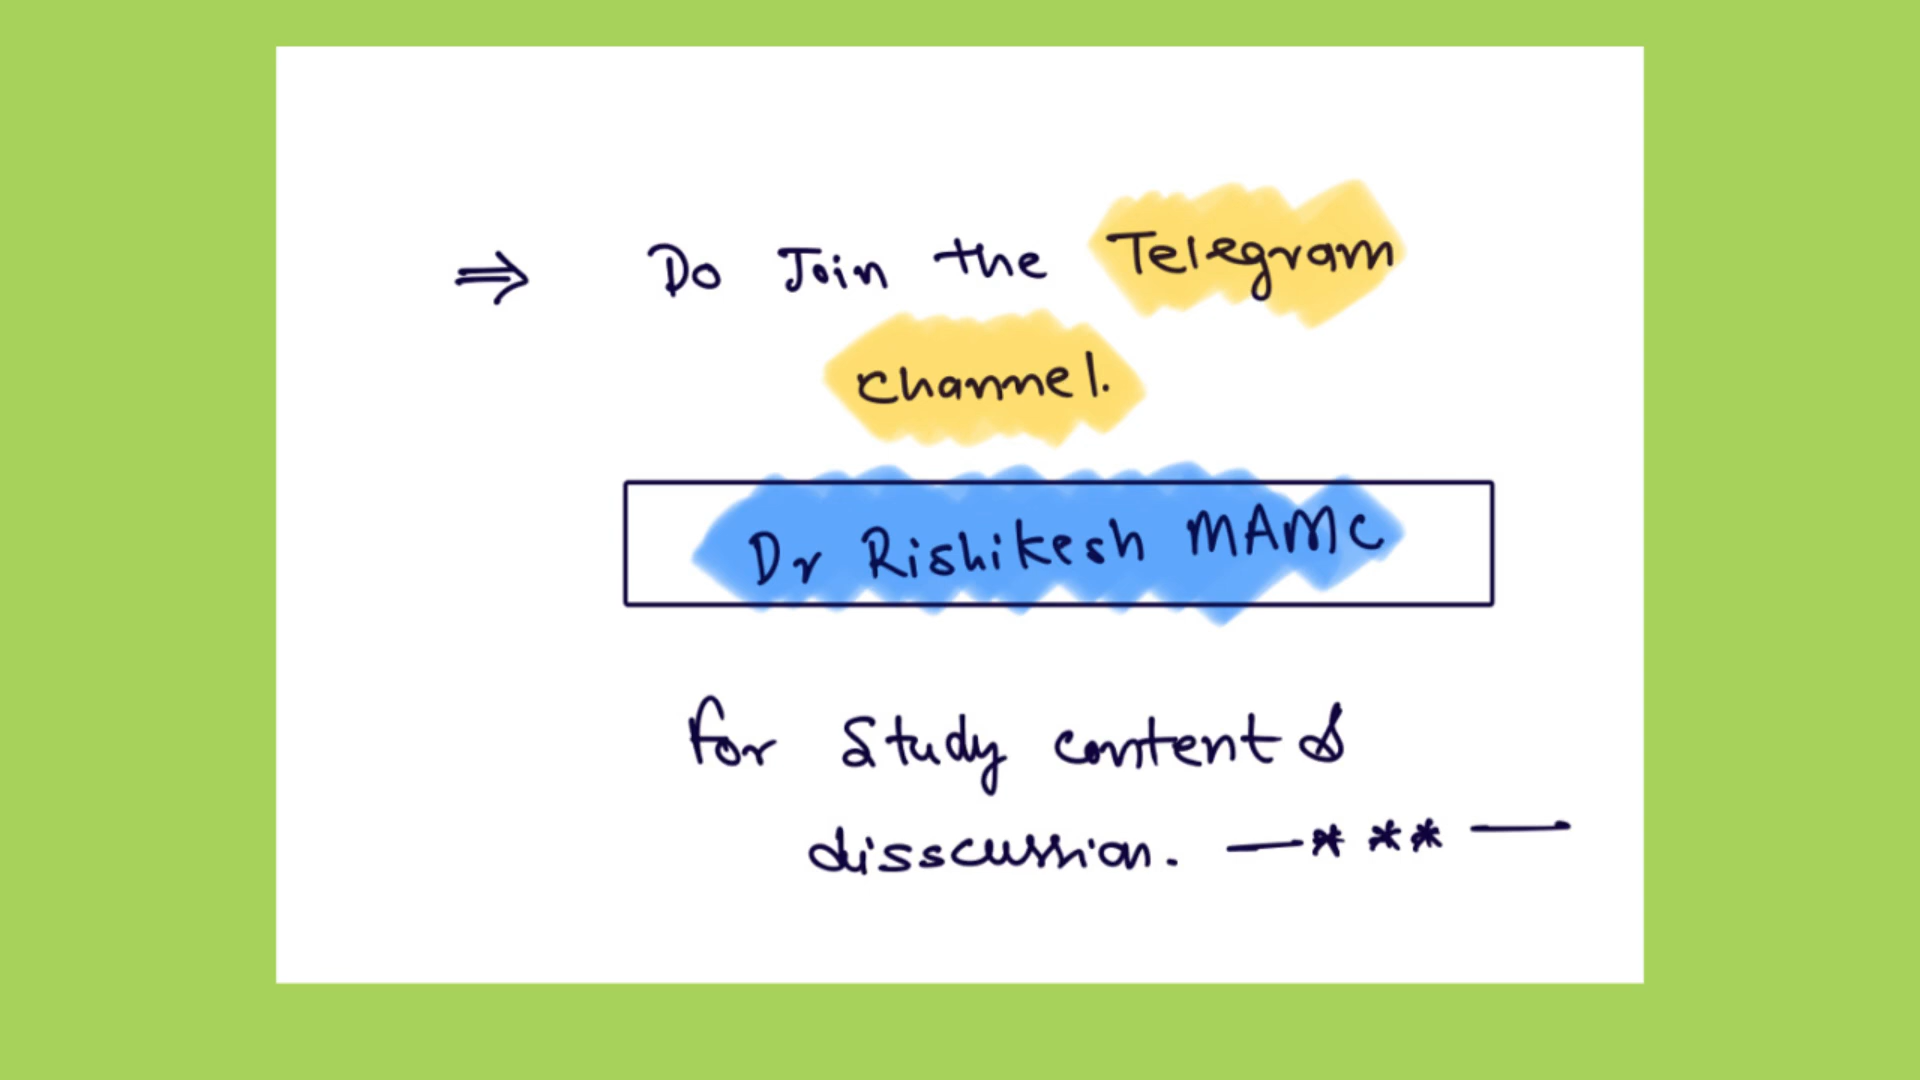 ⇒ Do Join the Telegram
channel.
Dr Rishikesh MAMC
for Study content &
disscussion. —* ** —